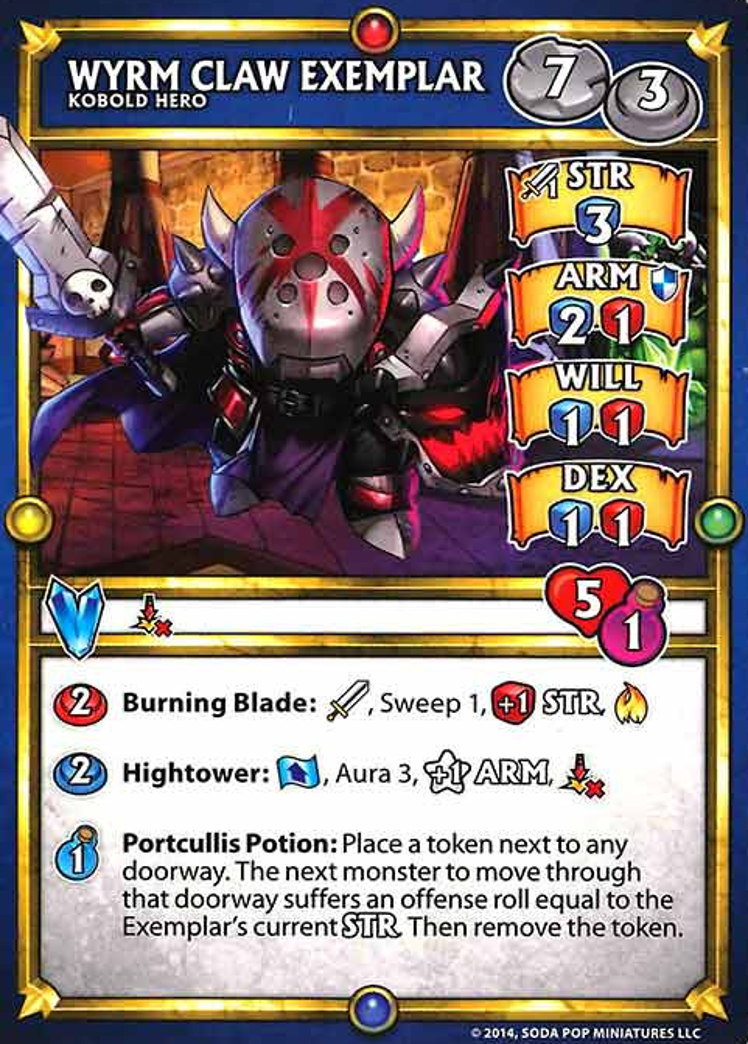 WYRM CLAW EXEMPLAR
KOBOLD HERO
7 3
STR
3
ARM
2 1
WILL
1 1
DEX
1 1
5
1
2 Burning Blade: , Sweep 1, +1 STR,
2 Hightower: , Aura 3, +1 ARM,
1 Portcullis Potion: Place a token next to any
doorway. The next monster to move through
that doorway suffers an offense roll equal to the
Exemplar's current STR. Then remove the token.
© 2014, SODA POP MINIATURES LLC